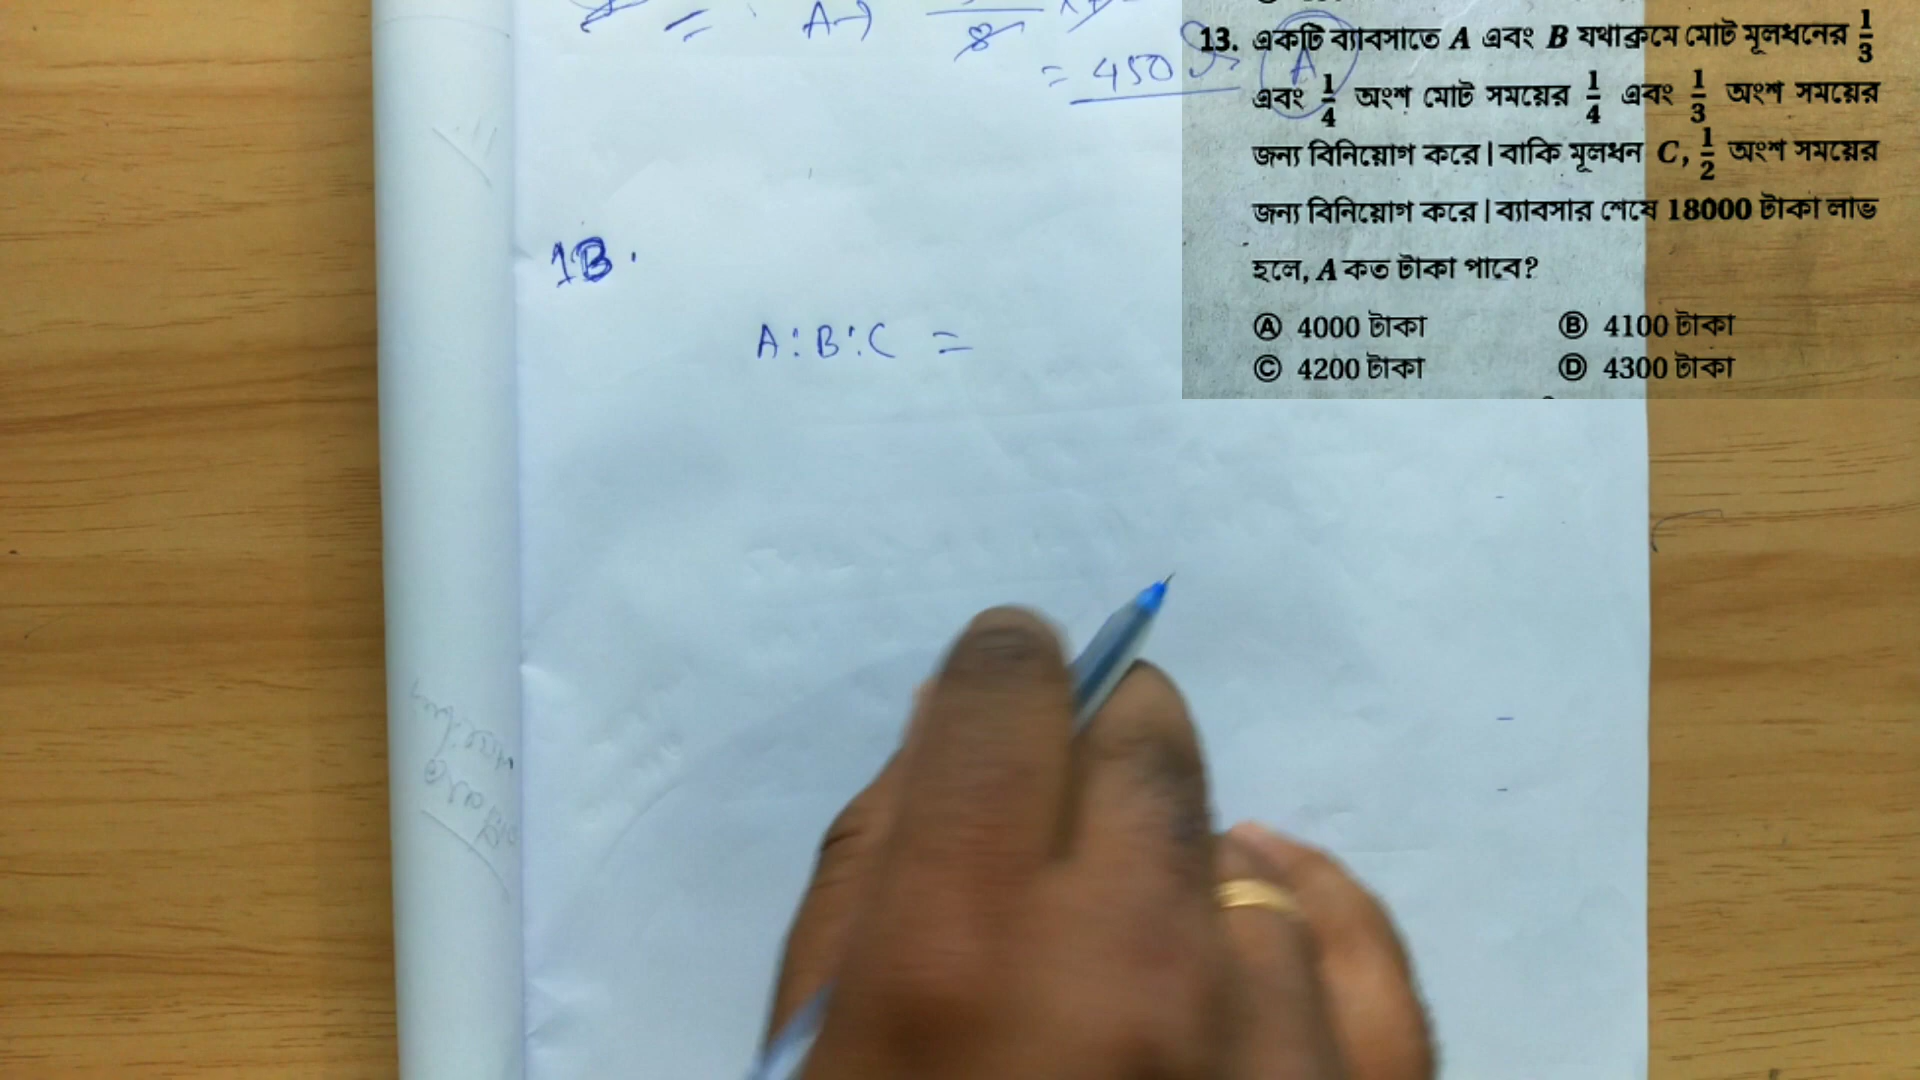 A→
8
= 450
A
13. একটি ব্যাবসাতে A এবং B যথাক্রমে মোট মূলধনের 1/3
এবং 1/4 অংশ মোট সময়ের 1/4 এবং 1/3 অংশ সময়ের
জন্য বিনিয়োগ করে। বাকি মূলধন C, 1/2 অংশ সময়ের
জন্য বিনিয়োগ করে। ব্যাবসার শেষে 18000 টাকা লাভ
হলে, A কত টাকা পাবে?
Ⓐ 4000 টাকা Ⓑ 4100 টাকা
Ⓒ 4200 টাকা Ⓓ 4300 টাকা
13.
A:B:C =